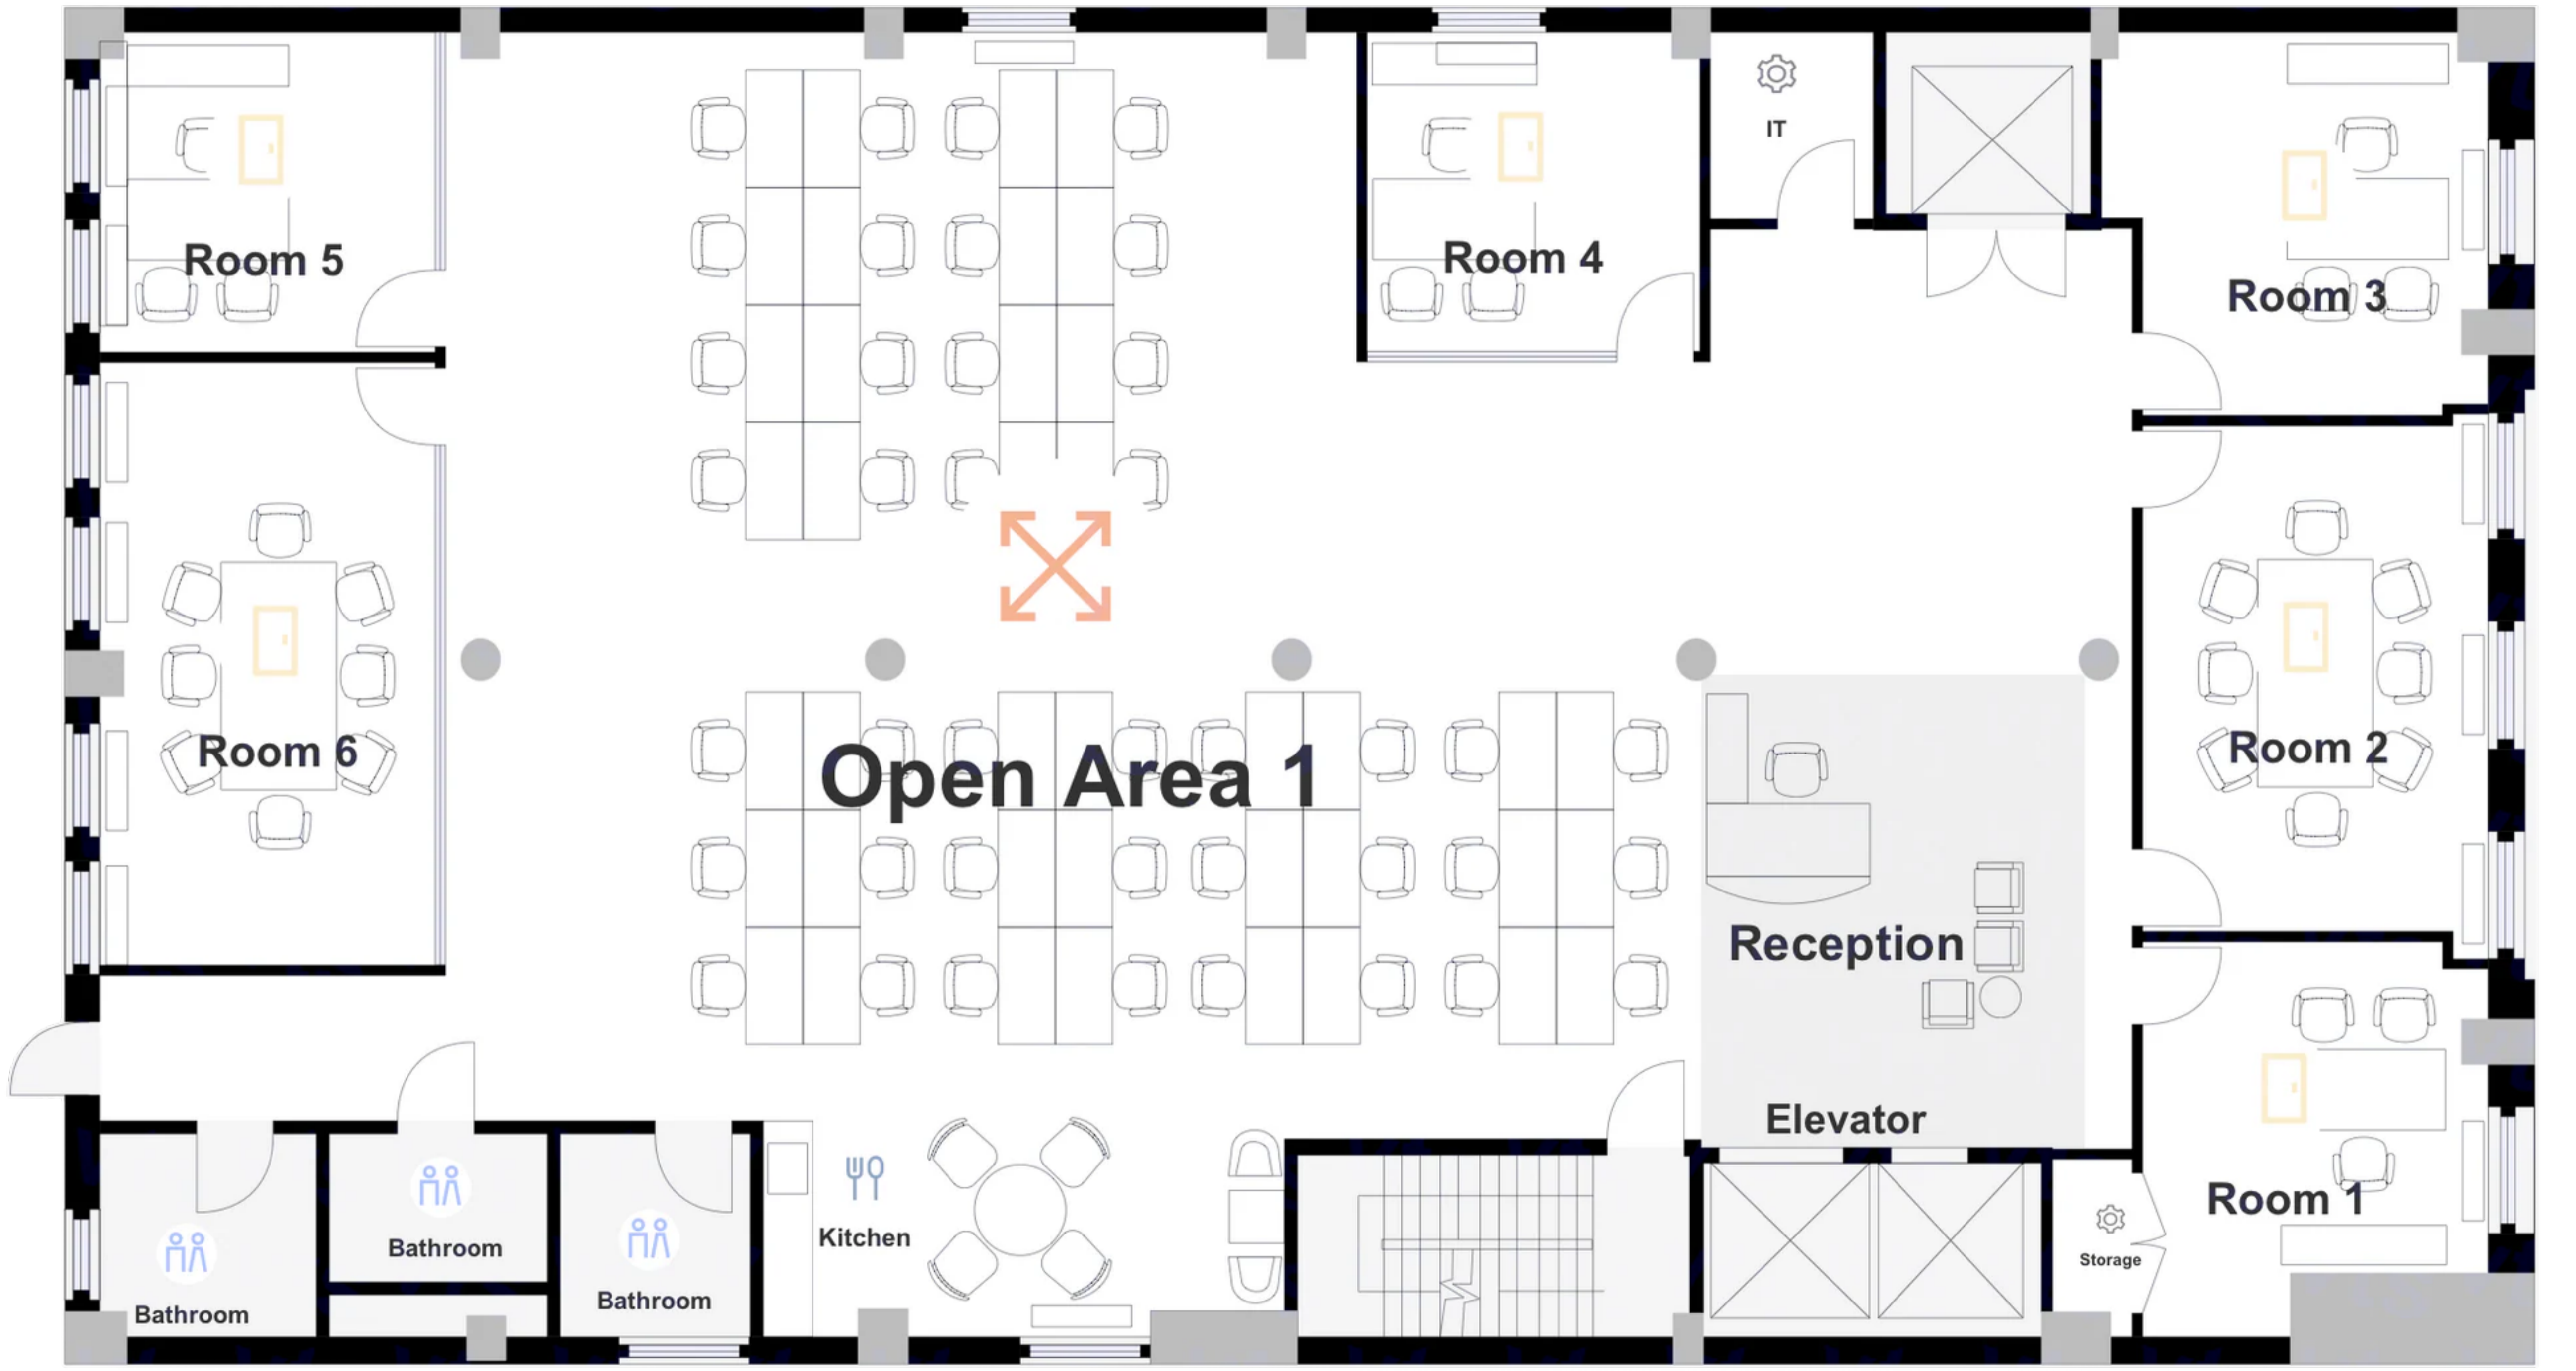 IT
Room 5
Room 4
Room 3
Room 6
Open Area 1
Room 2
Reception
Elevator
Kitchen
Bathroom
Bathroom
Bathroom
Room 1
Storage